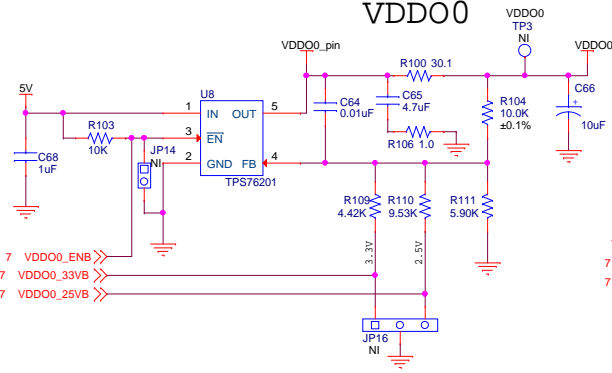 VDDO0
VDDO0
TP3
NI
VDDO0_pin
VDDO0
R100 30.1
C66
10uF
+
5V
U8
1
IN
OUT
5
C64
0.01uF
C65
4.7uF
R104
10.0K
±0.1%
R103
10K
3
EN
JP14
NI
R106 1.0
2
GND
FB
4
C68
1uF
TPS76201
R109
4.42K
R110
9.53K
R111
5.90K
3.3V
2.5V
7 VDDO0_ENB
7 VDDO0_33VB
7 VDDO0_25VB
7
7
JP16
NI